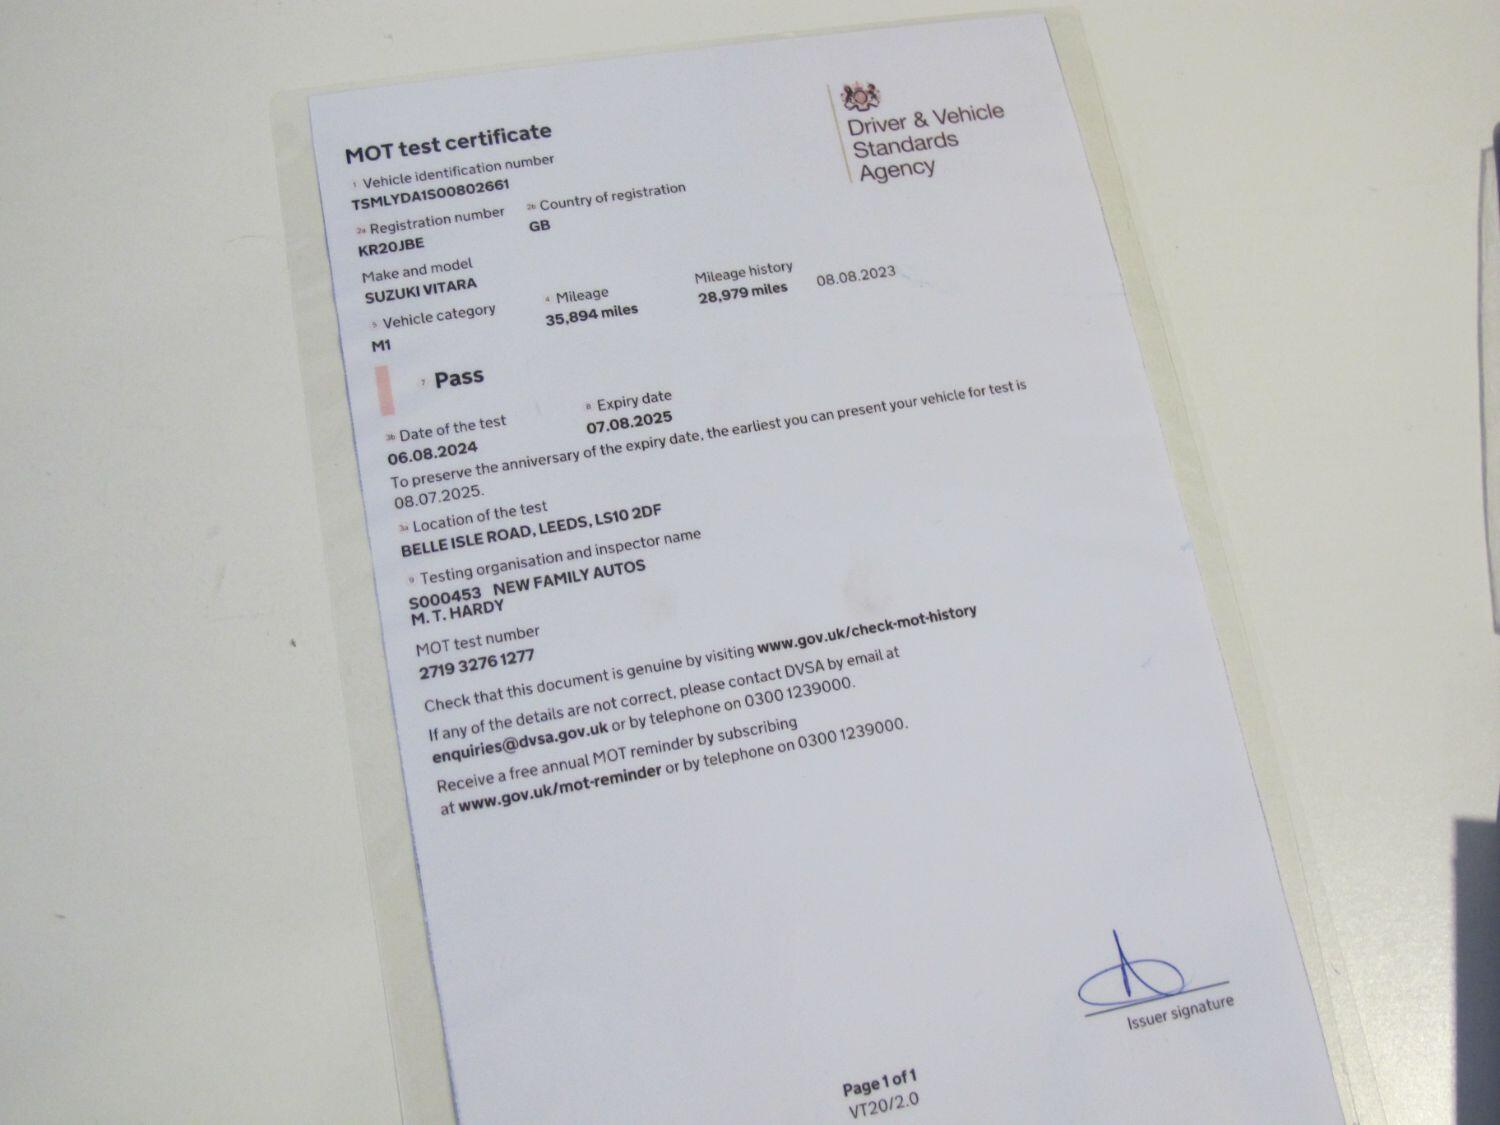 MOT test certificate
Driver & Vehicle
Standards
Agency
1 Vehicle identification number
TSMLYDA1S00802661
2a Registration number 2b Country of registration
KR20JBE GB
Make and model
SUZUKI VITARA
5 Vehicle category 4 Mileage Mileage history
M1 35,894 miles 28,979 miles 08.08.2023
7 Pass
3b Date of the test 8 Expiry date
06.08.2024 07.08.2025
To preserve the anniversary of the expiry date, the earliest you can present your vehicle for test is
08.07.2025.
3a Location of the test
BELLE ISLE ROAD, LEEDS, LS10 2DF
9 Testing organisation and inspector name
S000453 NEW FAMILY AUTOS
M. T. HARDY
MOT test number
2719 3276 1277
Check that this document is genuine by visiting www.gov.uk/check-mot-history
If any of the details are not correct, please contact DVSA by email at
enquiries@dvsa.gov.uk or by telephone on 0300 1239000.
Receive a free annual MOT reminder by subscribing
at www.gov.uk/mot-reminder or by telephone on 0300 1239000.
Issuer signature
Page 1 of 1
VT20/2.0